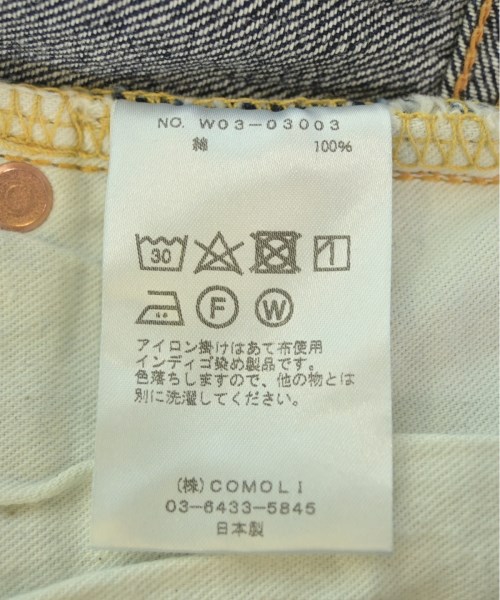 NO. W03-03003
綿 100%
30
1
F W
アイロン掛けはあて布使用
インディゴ染め製品です。
色落ちしますので、他の物とは
別に洗濯してください。
(株)COMOLI
03-6433-5845
日本製